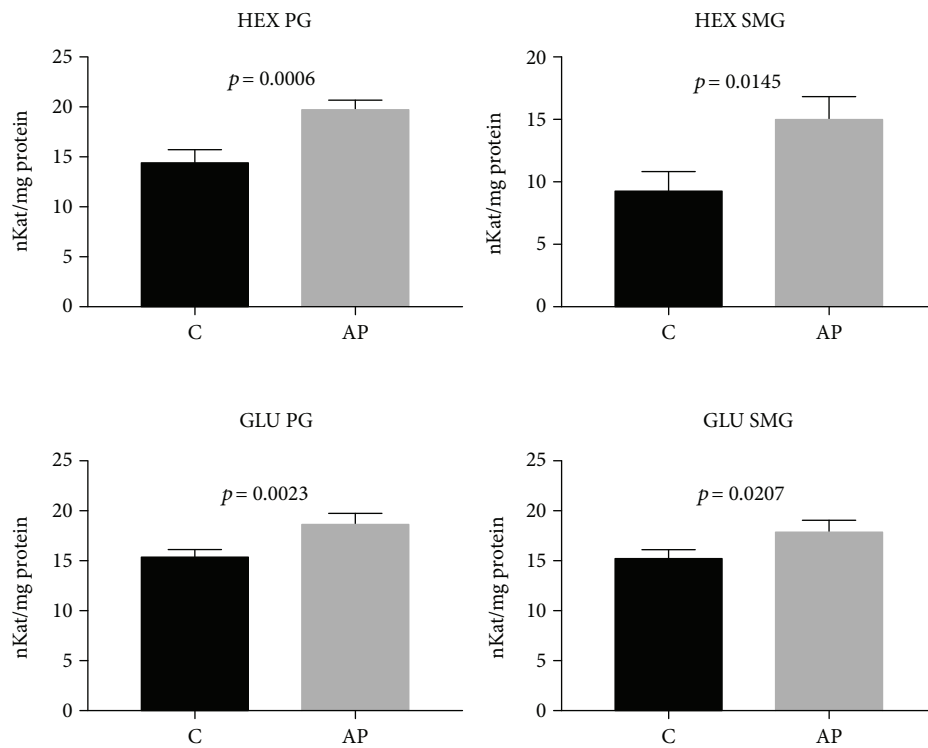 HEX PG
25
20
15
10
5
0
nKat/mg protein
p = 0.0006
C
AP
HEX SMG
20
15
10
5
0
nKat/mg protein
p = 0.0145
C
AP
GLU PG
25
20
15
10
5
0
nKat/mg protein
p = 0.0023
C
AP
GLU SMG
25
20
15
10
5
0
nKat/mg protein
p = 0.0207
C
AP